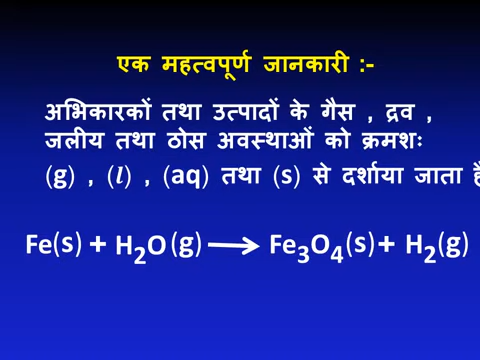 एक महत्वपूर्ण जानकारी :-
अभिकारकों तथा उत्पादों के गैस , द्रव ,
जलीय तथा ठोस अवस्थाओं को क्रमशः
(g) , (l) , (aq) तथा (s) से दर्शाया जाता है
Fe(s) + H₂O(g) ⟶ Fe₃O₄(s) + H₂(g)